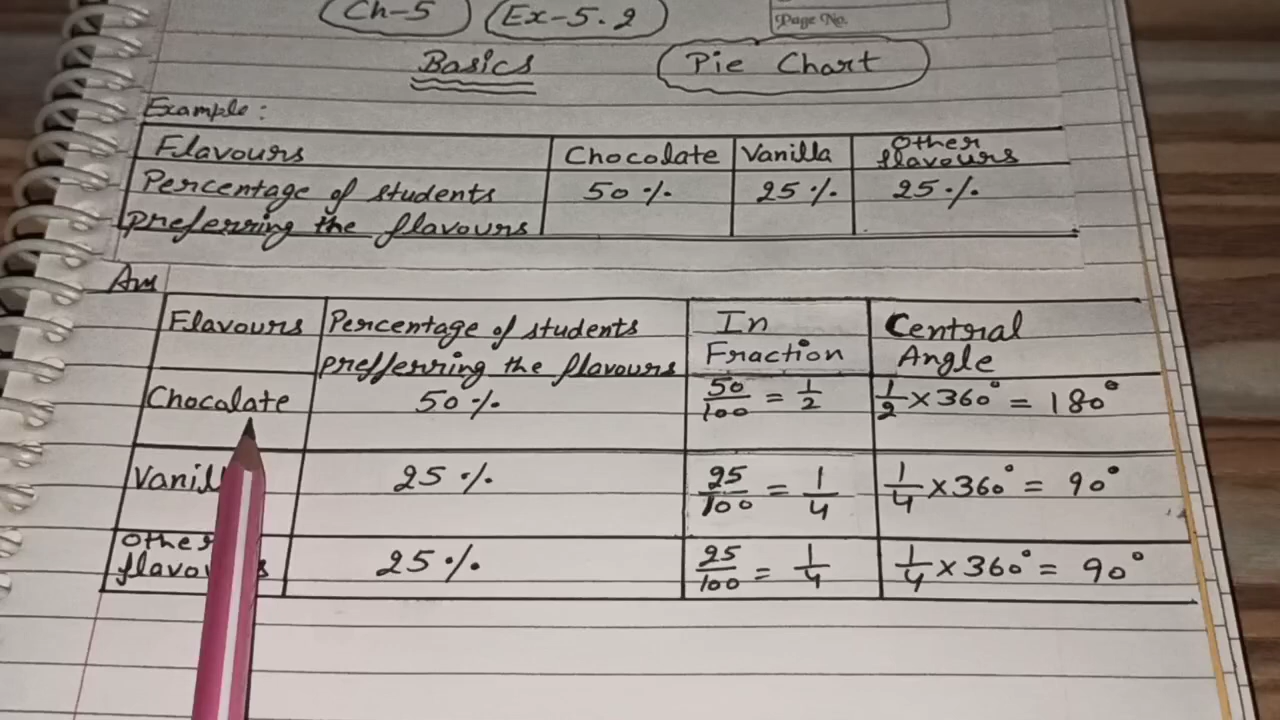 Ch-5 Ex-5.2 Page No.
Basics Pie Chart
Example:
Flavours Chocolate Vanilla Other flavours
Percentage of students preferring the flavours 50% 25% 25%
Ans
Flavours Percentage of students prefferring the flavours In Fraction Central Angle
Chocalate 50% 50/100 = 1/2 1/2 × 360° = 180°
25% 25/100 = 1/4 1/4 × 360° = 90°
25% 25/100 = 1/4 1/4 × 360° = 90°